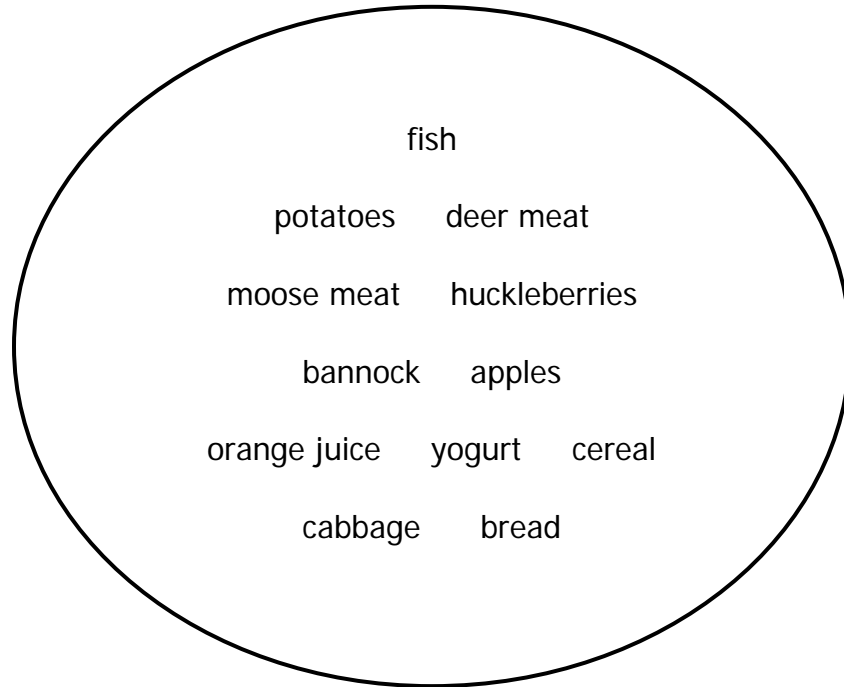 fish
potatoes deer meat
moose meat huckleberries
bannock apples
orange juice yogurt cereal
cabbage bread